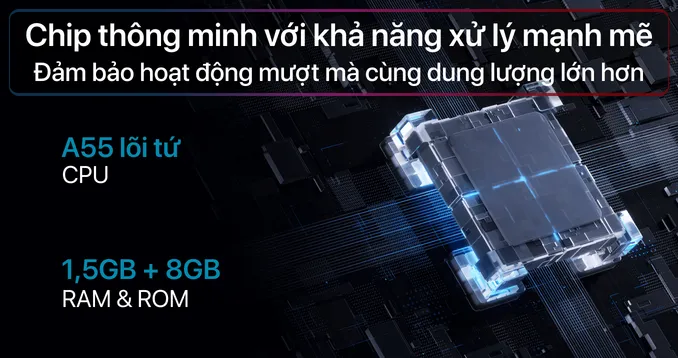 Chip thông minh với khả năng xử lý mạnh mẽ
Đảm bảo hoạt động mượt mà cùng dung lượng lớn hơn
A55 lõi tứ
CPU
1,5GB + 8GB
RAM & ROM